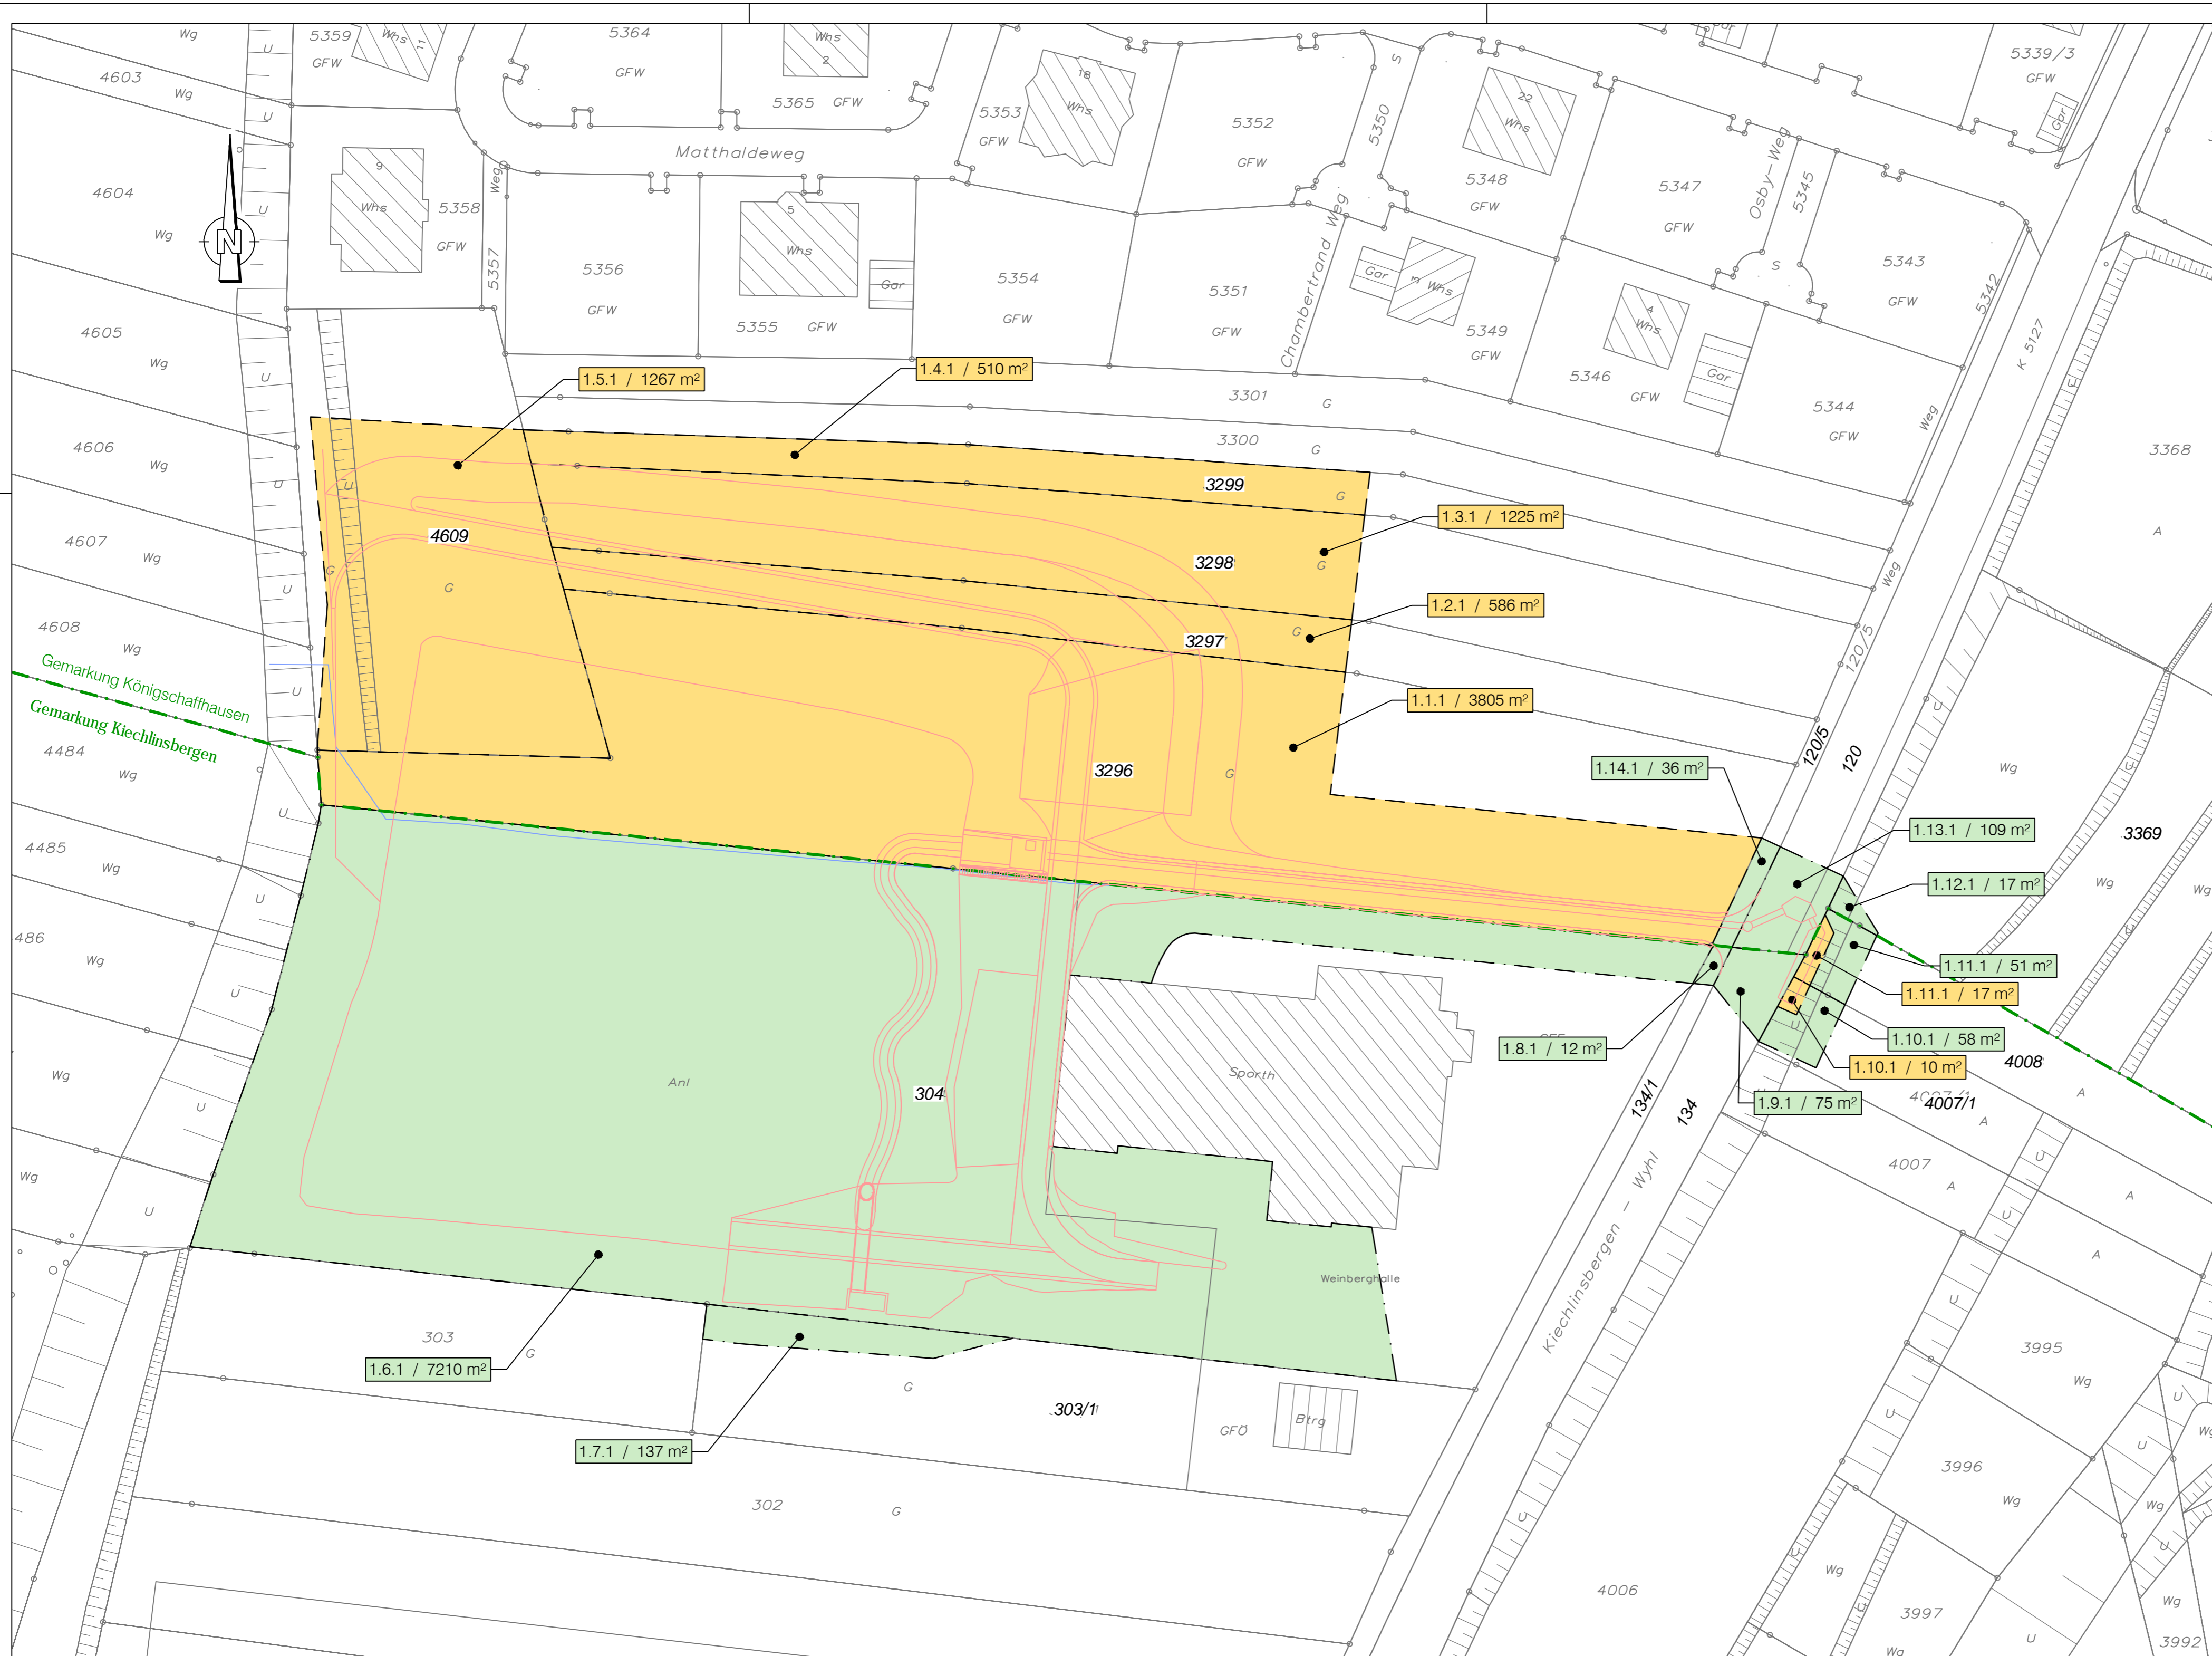 Wg
U
5359
GFW
Whs
11
5364
GFW
Whs
2
5365 GFW
5353
GFW
18
Whs
5352
GFW
S
5350
22
Whs
5348
GFW
Gar
5339/3
GFW
Gar
4603
Wg
U
Matthaldeweg
4604
Wg
U
N
9
Whs
5358
GFW
Weg
5357
5356
GFW
5
Whs
Gar
5355 GFW
5354
GFW
5351
GFW
Chambertrand Weg
Gar
3
Whs
5349
GFW
5347
GFW
Osby-Weg
5345
S
4
Whs
Gar
5346
GFW
5343
GFW
5342
5344
GFW
Weg
K 5127
U
4605
Wg
U
1.5.1 / 1267 m²
1.4.1 / 510 m²
3301 G
3300
G
4606
Wg
U
U
3299
G
3368
A
1.3.1 / 1225 m²
4609
G
G
3298
G
4607
Wg
U
Weg
1.2.1 / 586 m²
3297
G
120/5
4608
Wg
U
Gemarkung Königschaffhausen
Gemarkung Kiechlinsbergen
1.1.1 / 3805 m²
U
4484
Wg
3296
G
120/5
120
1.14.1 / 36 m²
Wg
U
U
3369
1.13.1 / 109 m²
4485
Wg
1.12.1 / 17 m²
Wg
Wg
U
486
Wg
U
1.11.1 / 51 m²
1.11.1 / 17 m²
U
1.10.1 / 58 m²
1.8.1 / 12 m²
1.10.1 / 10 m²
4008
A
Wg
Anl
304
Sporth
134/1
134
1.9.1 / 75 m²
4007/1
A
U
4007
A
U
A
Wg
U
Kiechlinsbergen - Wyhl
U
A
Weinberghalle
U
303
G
1.6.1 / 7210 m²
3995
Wg
G
303/1
GFÖ
Btrg
U
U
U
1.7.1 / 137 m²
3996
Wg
Wg
302
G
U
U
Wg
U
4006
3997
Wg
U
Wg
3992